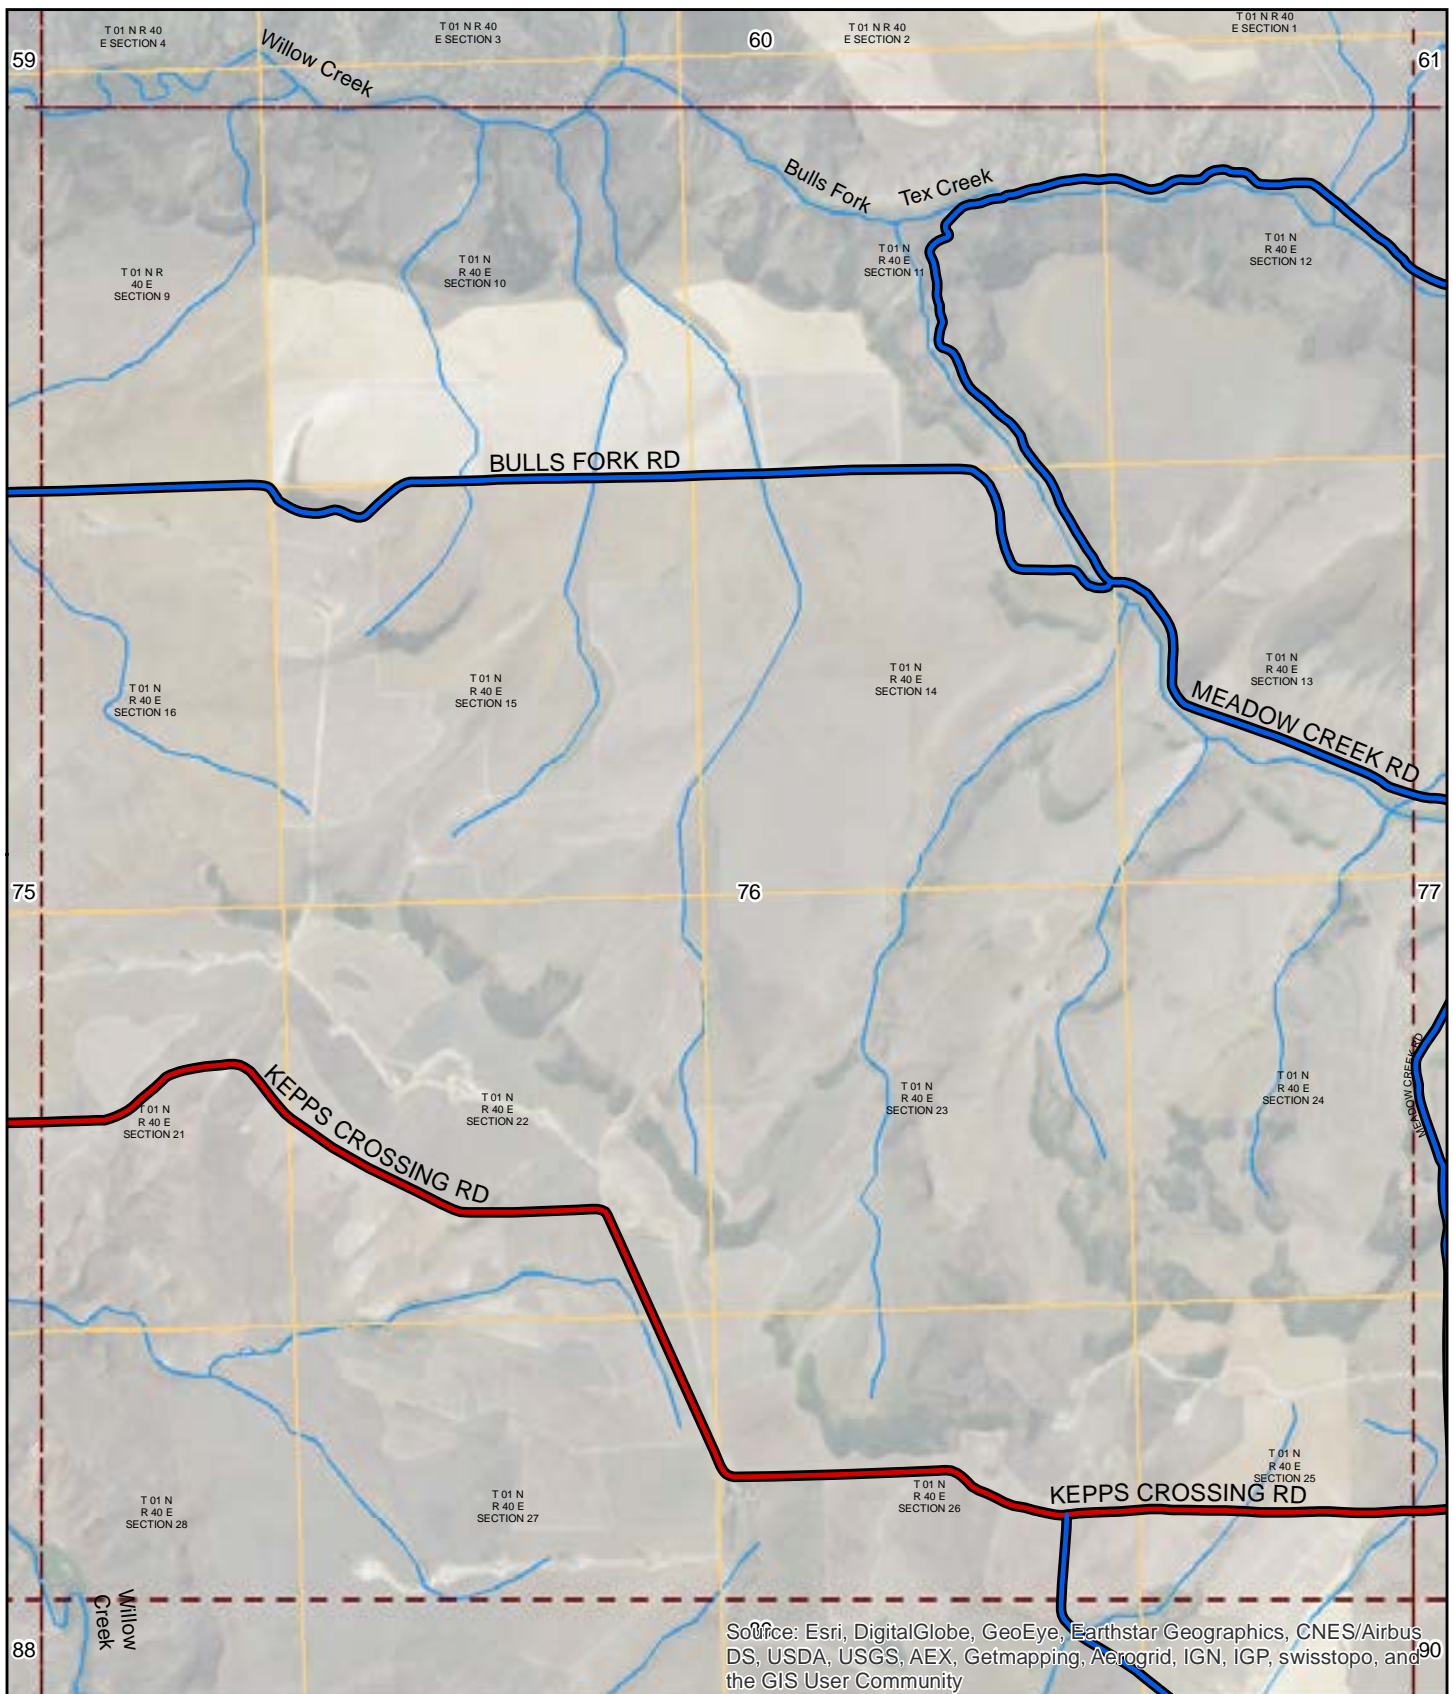 T 01 N R 40
E SECTION 4
T 01 N R 40
E SECTION 3
T 01 N R 40
E SECTION 2
T 01 N R 40
E SECTION 1
59
60
61
Willow Creek
Bulls Fork
Tex Creek
T 01 N R
40 E
SECTION 9
T 01 N
R 40 E
SECTION 10
T 01 N
R 40 E
SECTION 11
T 01 N
R 40 E
SECTION 12
BULLS FORK RD
T 01 N
R 40 E
SECTION 16
T 01 N
R 40 E
SECTION 15
T 01 N
R 40 E
SECTION 14
T 01 N
R 40 E
SECTION 13
MEADOW CREEK RD
75
76
77
T 01 N
R 40 E
SECTION 21
KEPPS CROSSING RD
T 01 N
R 40 E
SECTION 22
T 01 N
R 40 E
SECTION 23
T 01 N
R 40 E
SECTION 24
MEADOW CREEK RD
T 01 N
R 40 E
SECTION 28
T 01 N
R 40 E
SECTION 27
T 01 N
R 40 E
SECTION 26
T 01 N
R 40 E
SECTION 25
KEPPS CROSSING RD
Willow
Creek
88
90
Source: Esri, DigitalGlobe, GeoEye, Earthstar Geographics, CNES/Airbus
DS, USDA, USGS, AEX, Getmapping, Aerogrid, IGN, IGP, swisstopo, and
the GIS User Community